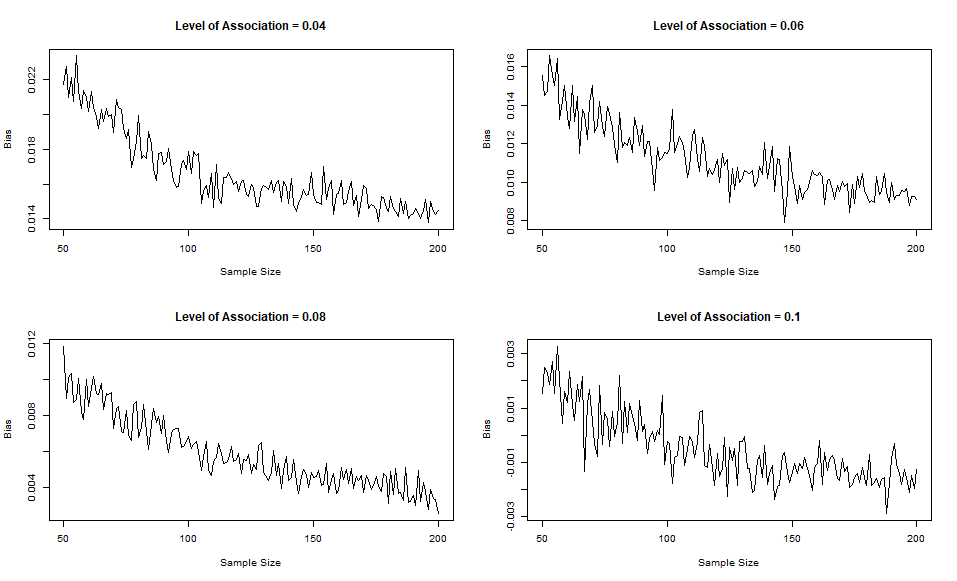 Level of Association = 0.04
Bias
0.014
0.018
0.022
50
100
150
200
Sample Size
Level of Association = 0.06
Bias
0.008
0.010
0.012
0.014
0.016
50
100
150
200
Sample Size
Level of Association = 0.08
Bias
0.004
0.008
0.012
50
100
150
200
Sample Size
Level of Association = 0.1
Bias
-0.003
-0.001
0.001
0.003
50
100
150
200
Sample Size